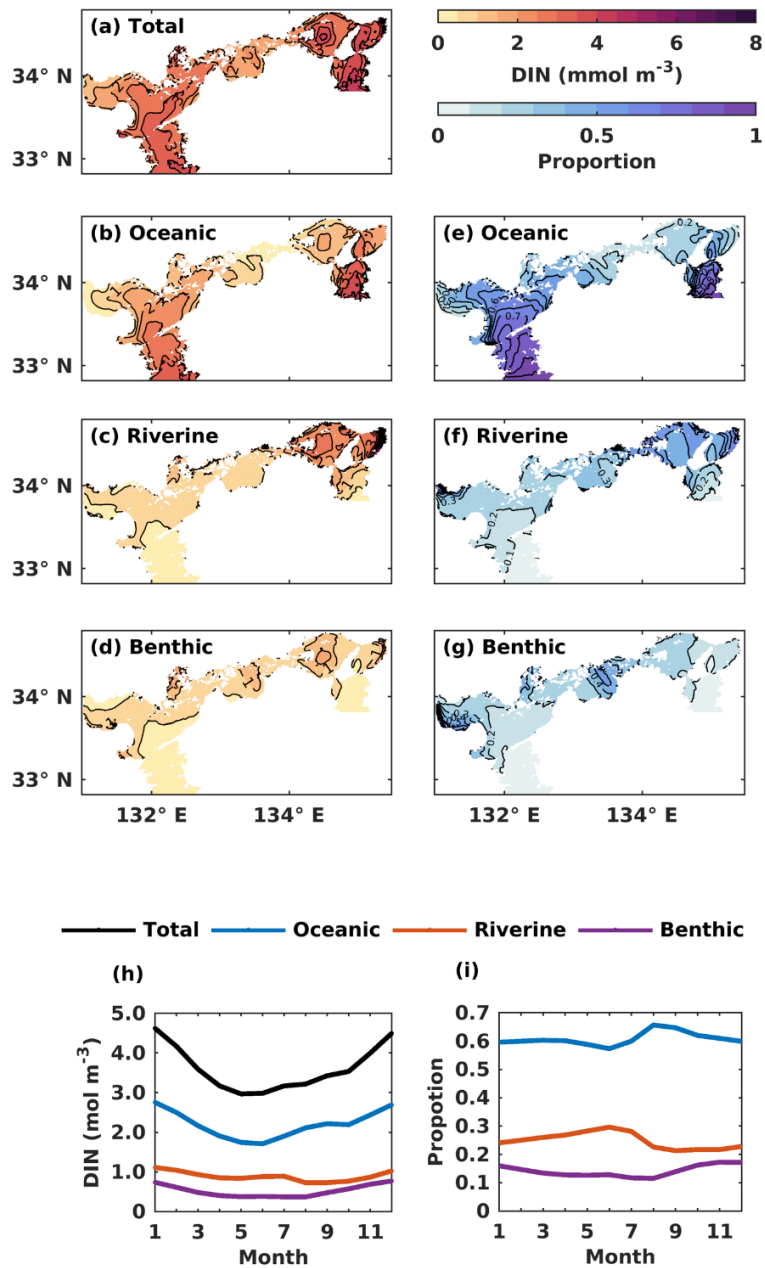 (a) Total
34° N
33° N
0 2 4 6 8
DIN (mmol m⁻³)
0 0.5 1
Proportion
(b) Oceanic
34° N
33° N
(e) Oceanic
0.2
0.7
(c) Riverine
34° N
33° N
(f) Riverine
0.3
0.2
0.1
(d) Benthic
34° N
33° N
132° E 134° E
(g) Benthic
0.2
132° E 134° E
Total Oceanic Riverine Benthic
(h)
5.0
4.0
3.0
2.0
1.0
0
DIN (mol m⁻³)
1 3 5 7 9 11
Month
(i)
0.7
0.6
0.5
0.4
0.3
0.2
0.1
0
Propotion
1 3 5 7 9 11
Month